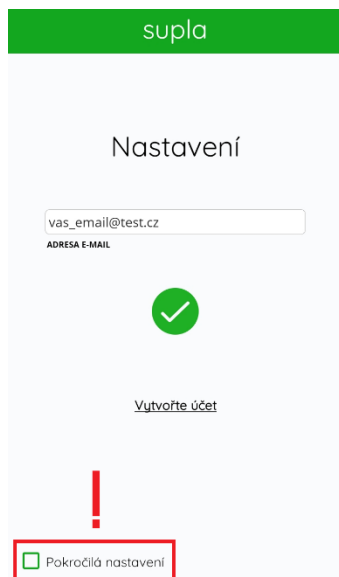 supla
Nastavení
vas_email@test.cz
ADRESA E-MAIL
Vytvořte účet
!
Pokročilá nastavení